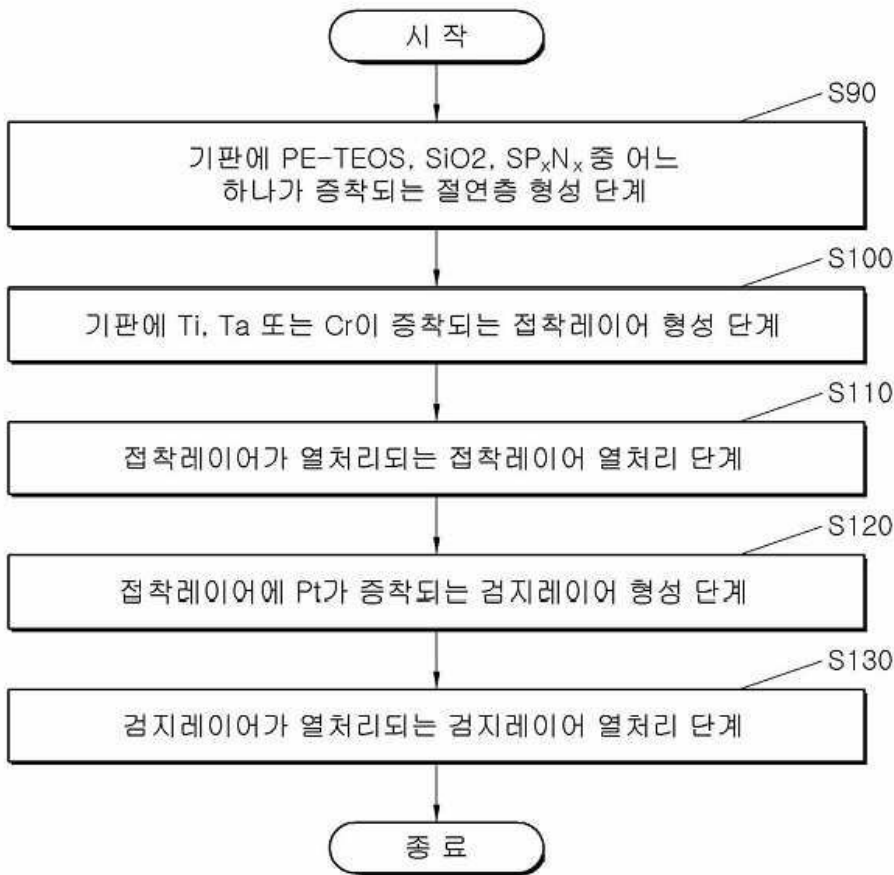 시 작
S90
기판에 PE-TEOS, SiO2, SPₓNₓ 중 어느
하나가 증착되는 절연층 형성 단계
S100
기판에 Ti, Ta 또는 Cr이 증착되는 접착레이어 형성 단계
S110
접착레이어가 열처리되는 접착레이어 열처리 단계
S120
접착레이어에 Pt가 증착되는 검지레이어 형성 단계
S130
검지레이어가 열처리되는 검지레이어 열처리 단계
종 료